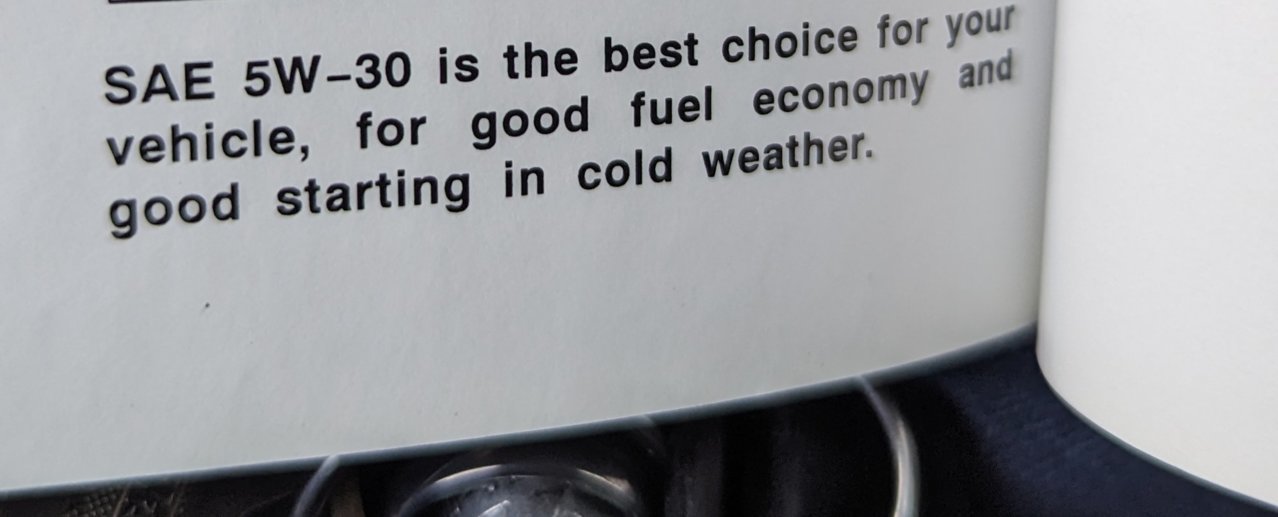 SAE 5W–30 is the best choice for your
vehicle, for good fuel economy and
good starting in cold weather.